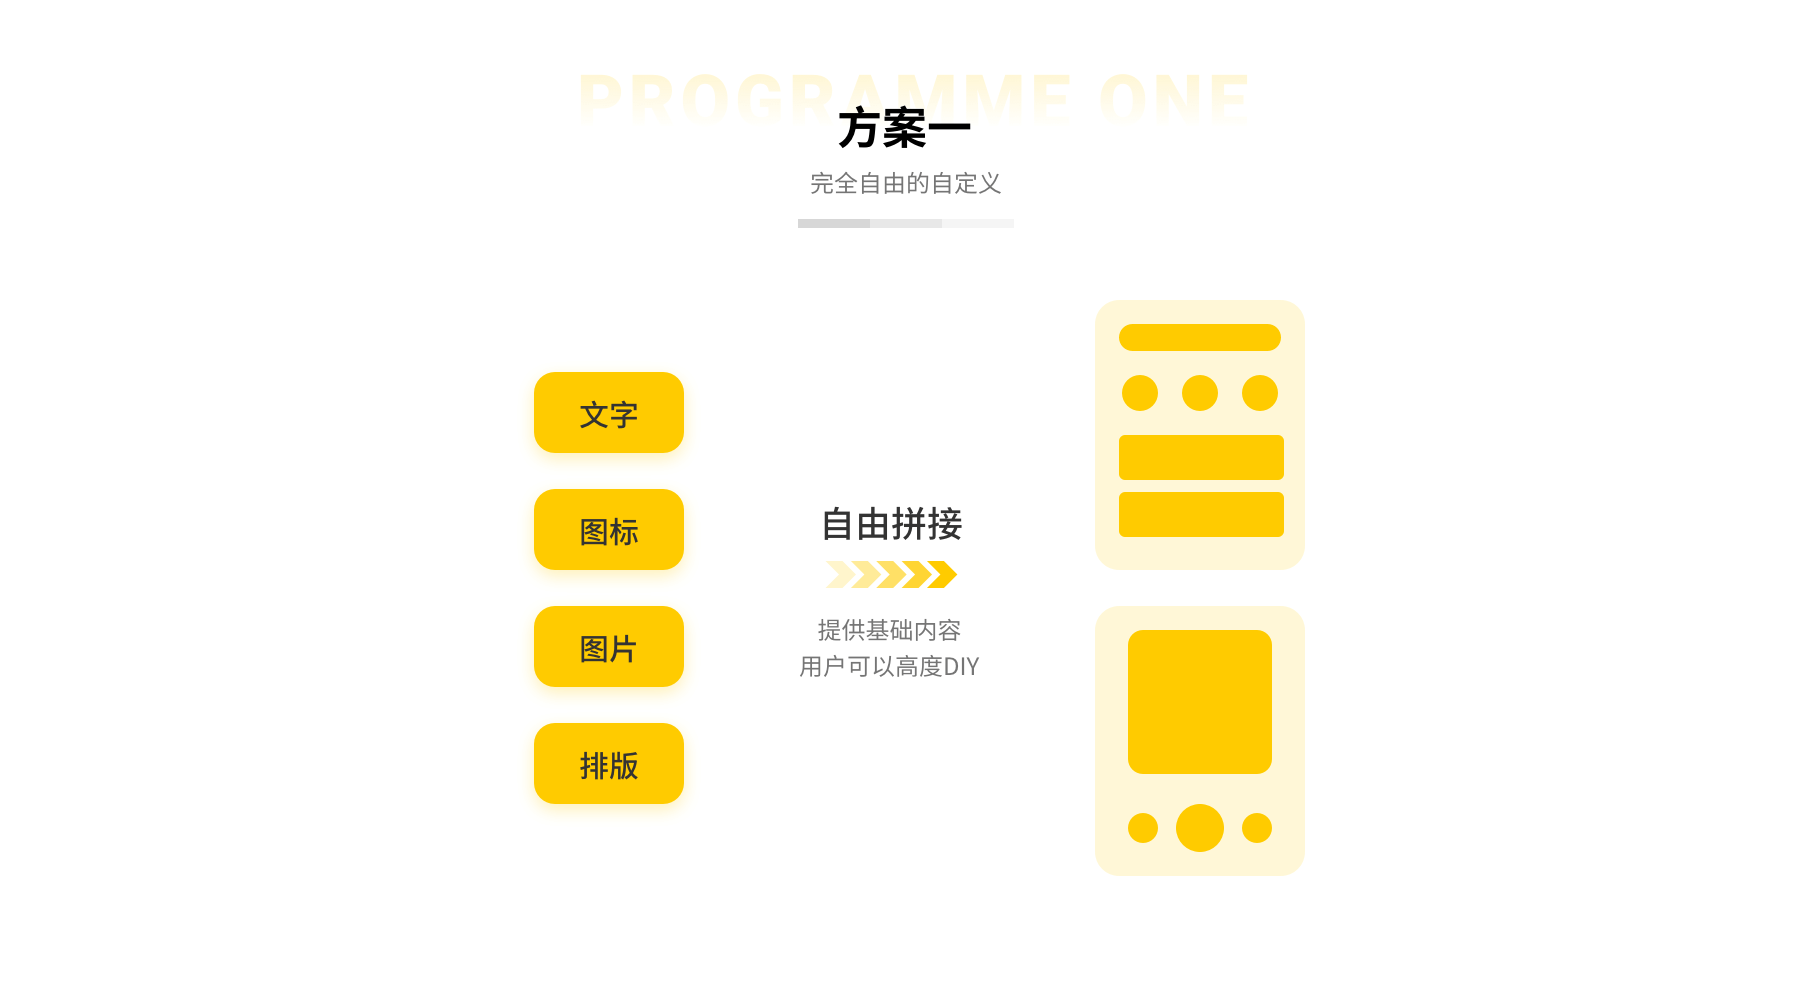 PROGRAMME ONE
方案一
完全自由的自定义
文字
图标
图片
排版
自由拼接
提供基础内容
用户可以高度DIY